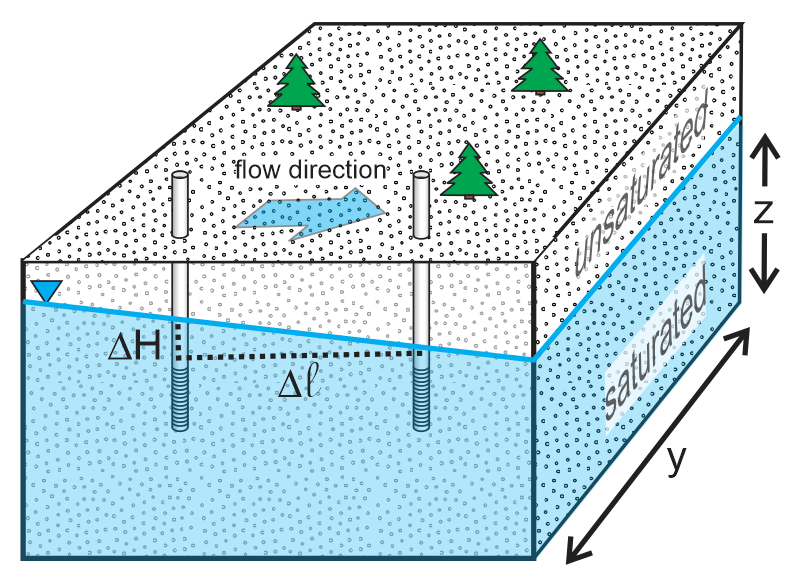 flow direction
unsaturated
z
ΔH
Δℓ
saturated
y